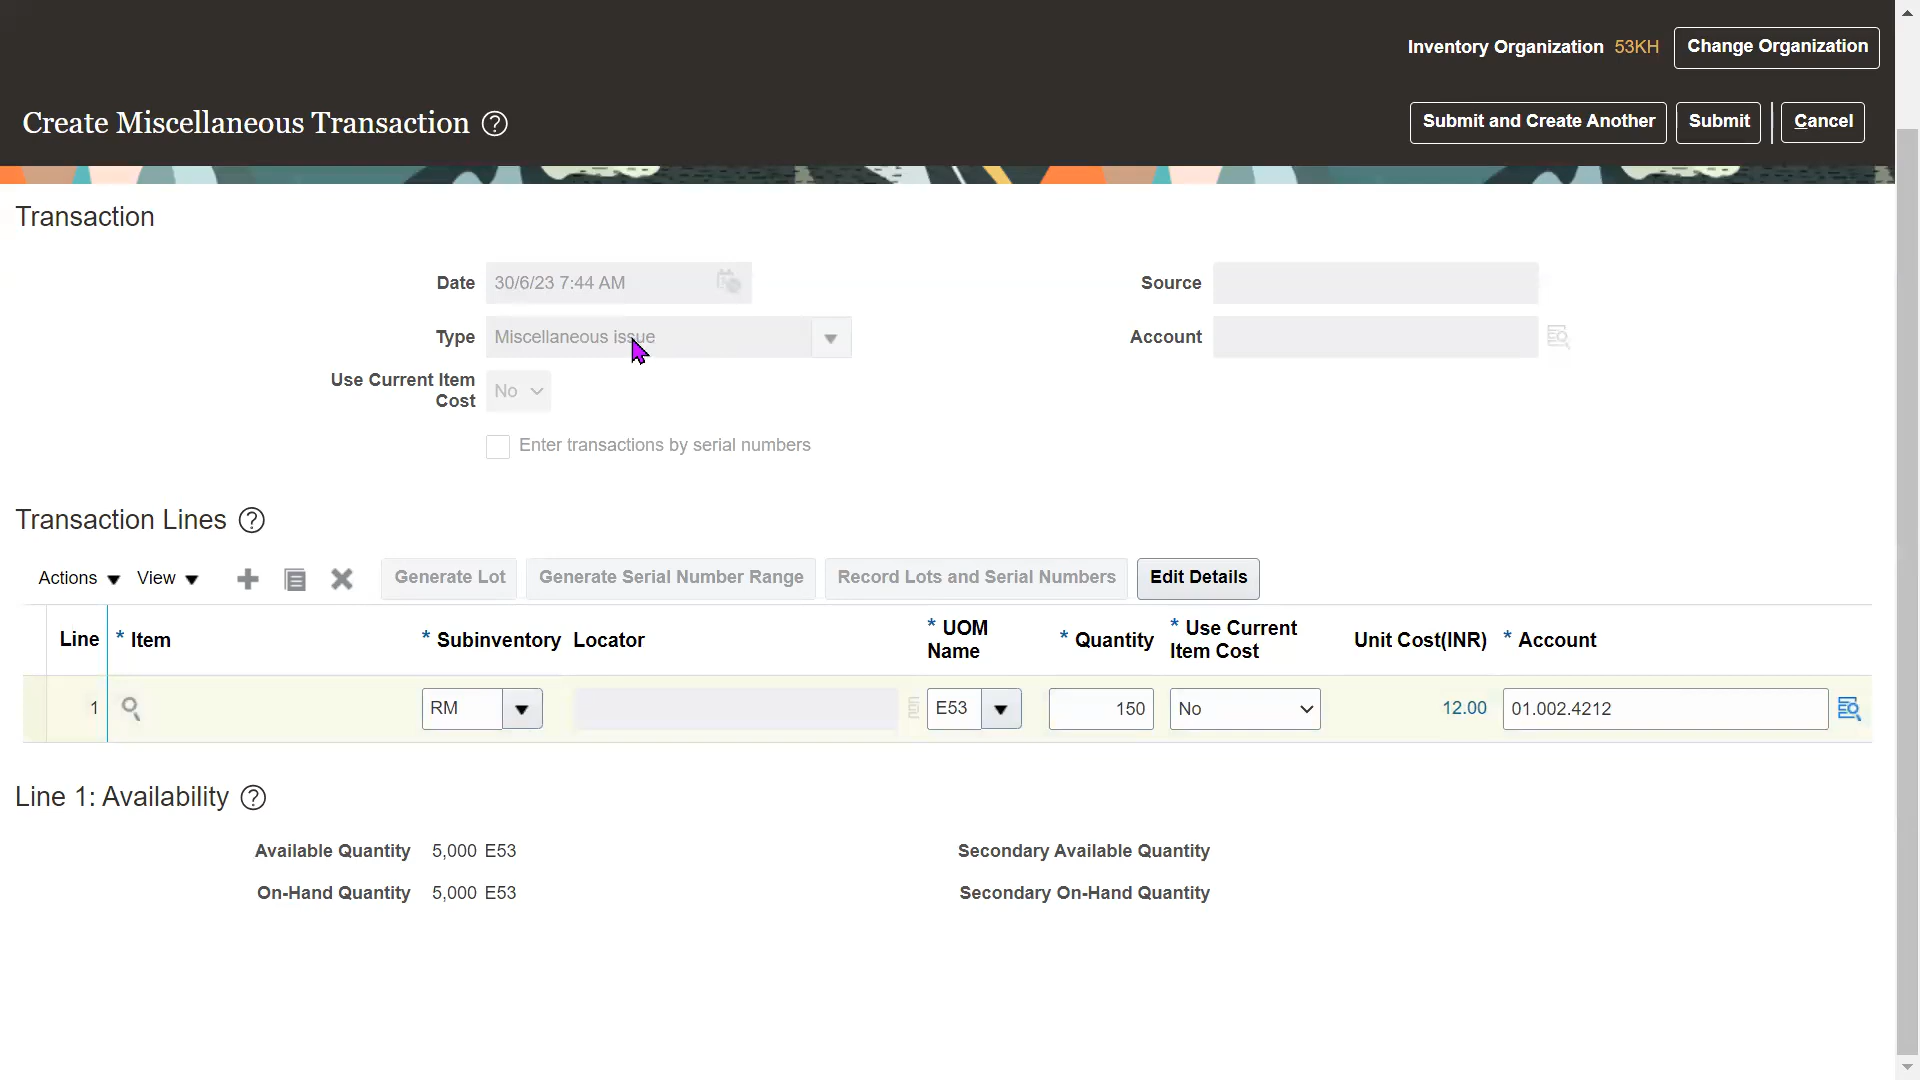 Inventory Organization 53KH Change Organization
Create Miscellaneous Transaction ?
Submit and Create Another Submit Cancel
Transaction
Date 30/6/23 7:44 AM Source
Type Miscellaneous issue Account
Use Current Item
Cost No
Enter transactions by serial numbers
Transaction Lines ?
Actions View Generate Lot Generate Serial Number Range Record Lots and Serial Numbers Edit Details
Line * Item * Subinventory Locator * UOM Name * Quantity * Use Current Item Cost Unit Cost(INR) * Account
1 RM E53 150 No 12.00 01.002.4212
Line 1: Availability ?
Available Quantity 5,000 E53 Secondary Available Quantity
On-Hand Quantity 5,000 E53 Secondary On-Hand Quantity